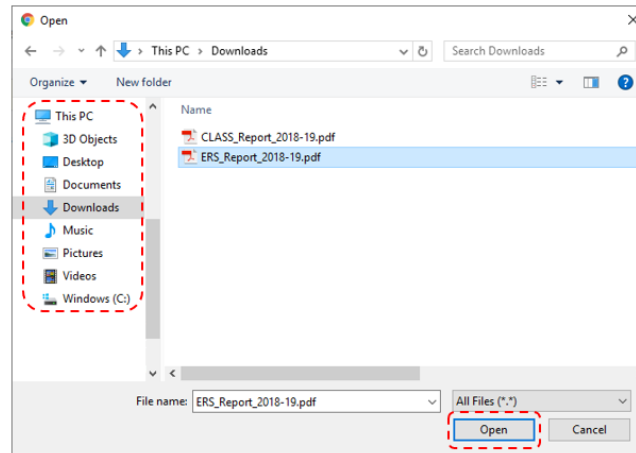 Open
This PC > Downloads
Search Downloads
Organize
New folder
This PC
3D Objects
Desktop
Documents
Downloads
Music
Pictures
Videos
Windows (C:)
Name
CLASS_Report_2018-19.pdf
ERS_Report_2018-19.pdf
File name: ERS_Report_2018-19.pdf
All Files (*.*)
Open
Cancel